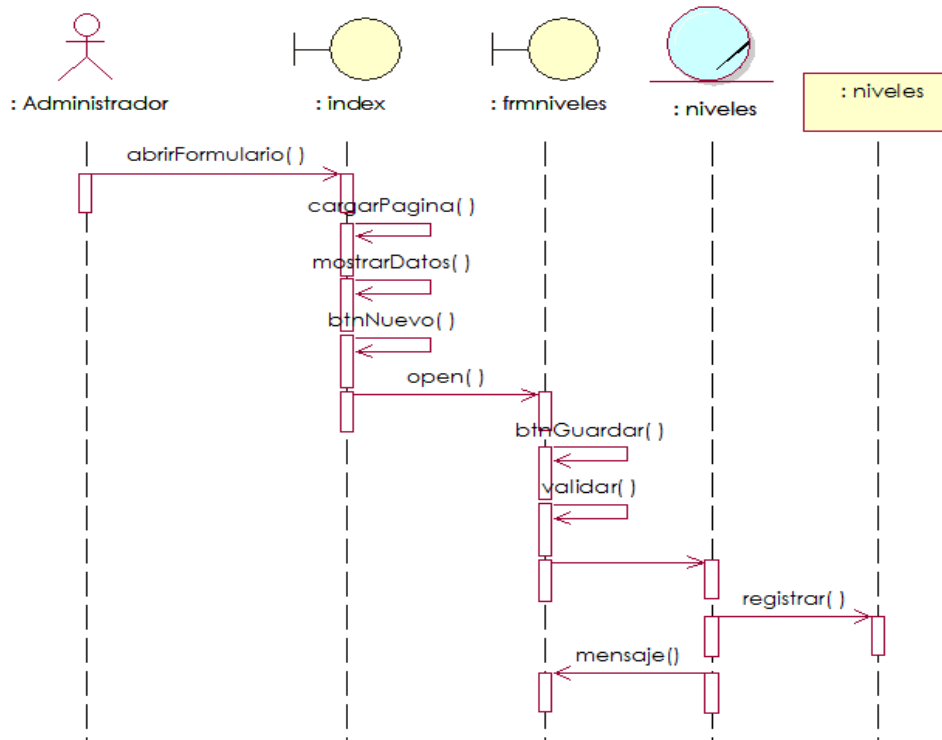 : Administrador
: index
: frmniveles
: niveles
: niveles
abrirFormulario( )
cargarPagina( )
mostrarDatos( )
btnNuevo( )
open( )
btnGuardar( )
validar( )
registrar( )
mensaje()